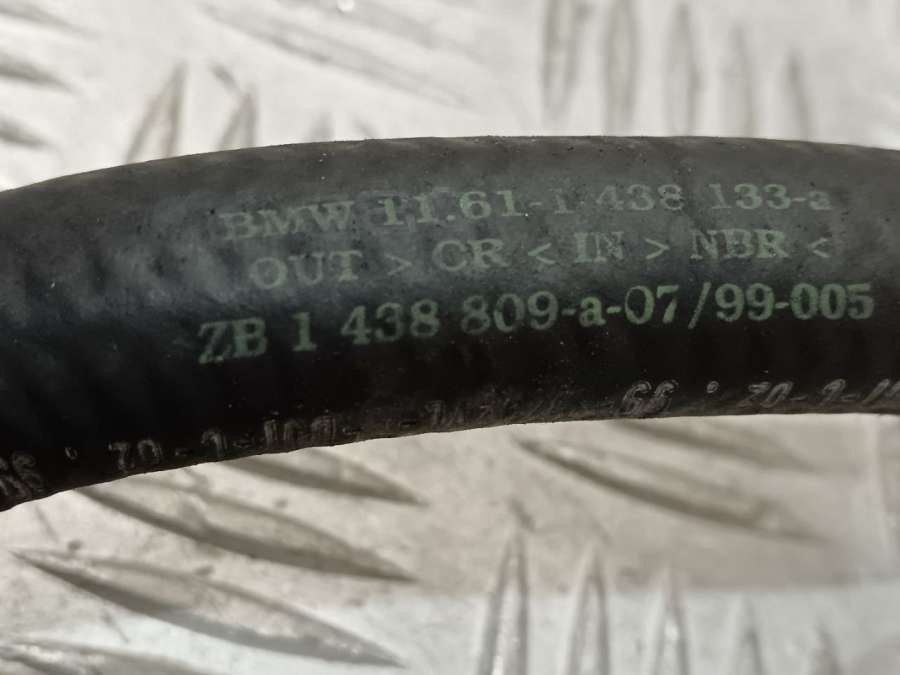 BMW 11.61-1 438 133-a
OUT > CR < IN > NBR <
ZB 1 438 809-a-07/99-005